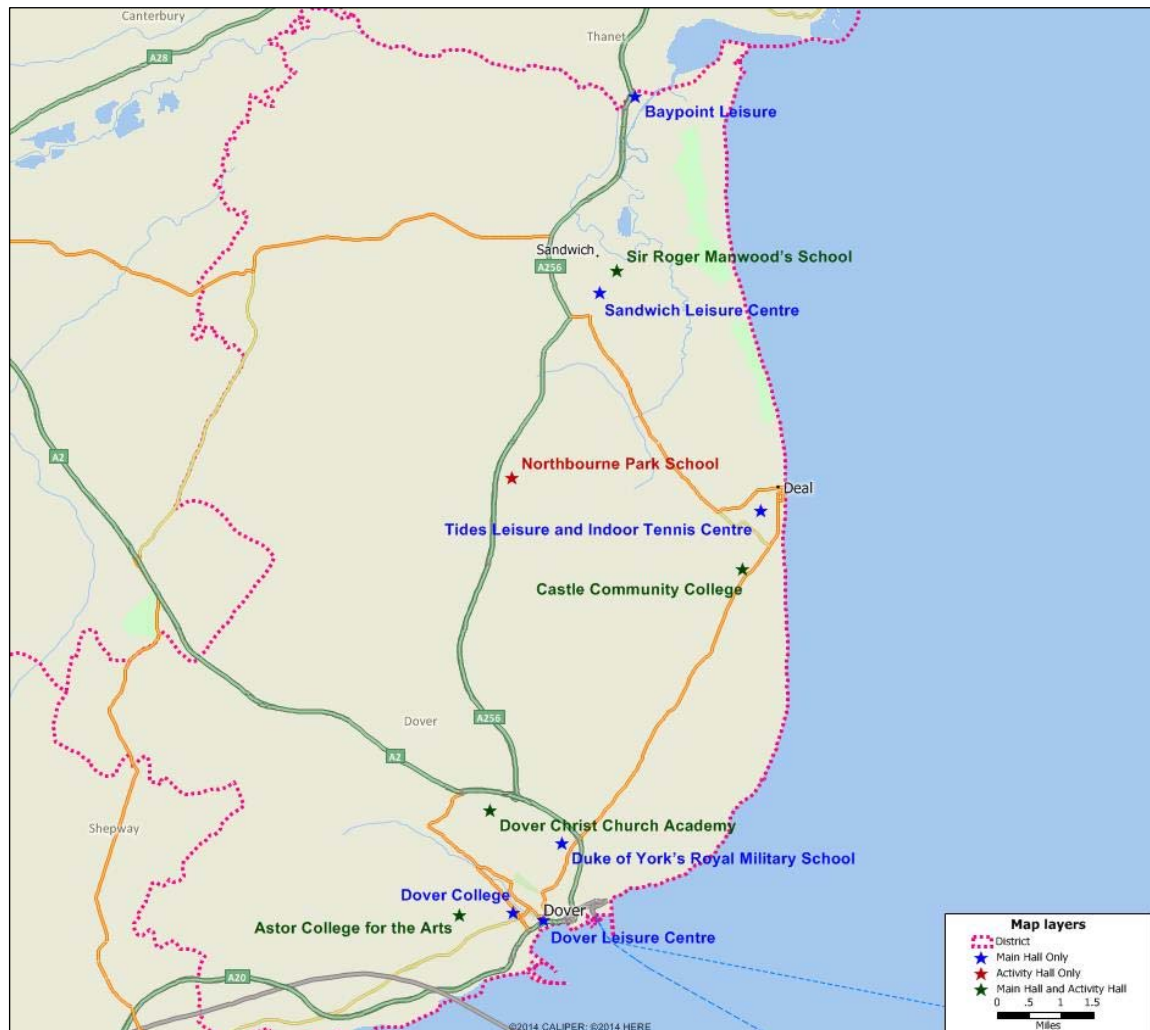 Canterbury
Thanet
A28
Baypoint Leisure
Sandwich
Sir Roger Manwood's School
A256
Sandwich Leisure Centre
A2
Northbourne Park School
Deal
Tides Leisure and Indoor Tennis Centre
Castle Community College
Dover
A256
A2
Shepway
Dover Christ Church Academy
Duke of York's Royal Military School
Dover College
Dover
Astor College for the Arts
Dover Leisure Centre
A20
Map layers
District
Main Hall Only
Activity Hall Only
Main Hall and Activity Hall
0 .5 1 1.5
Miles
©2014 CALIPER; ©2014 HERE